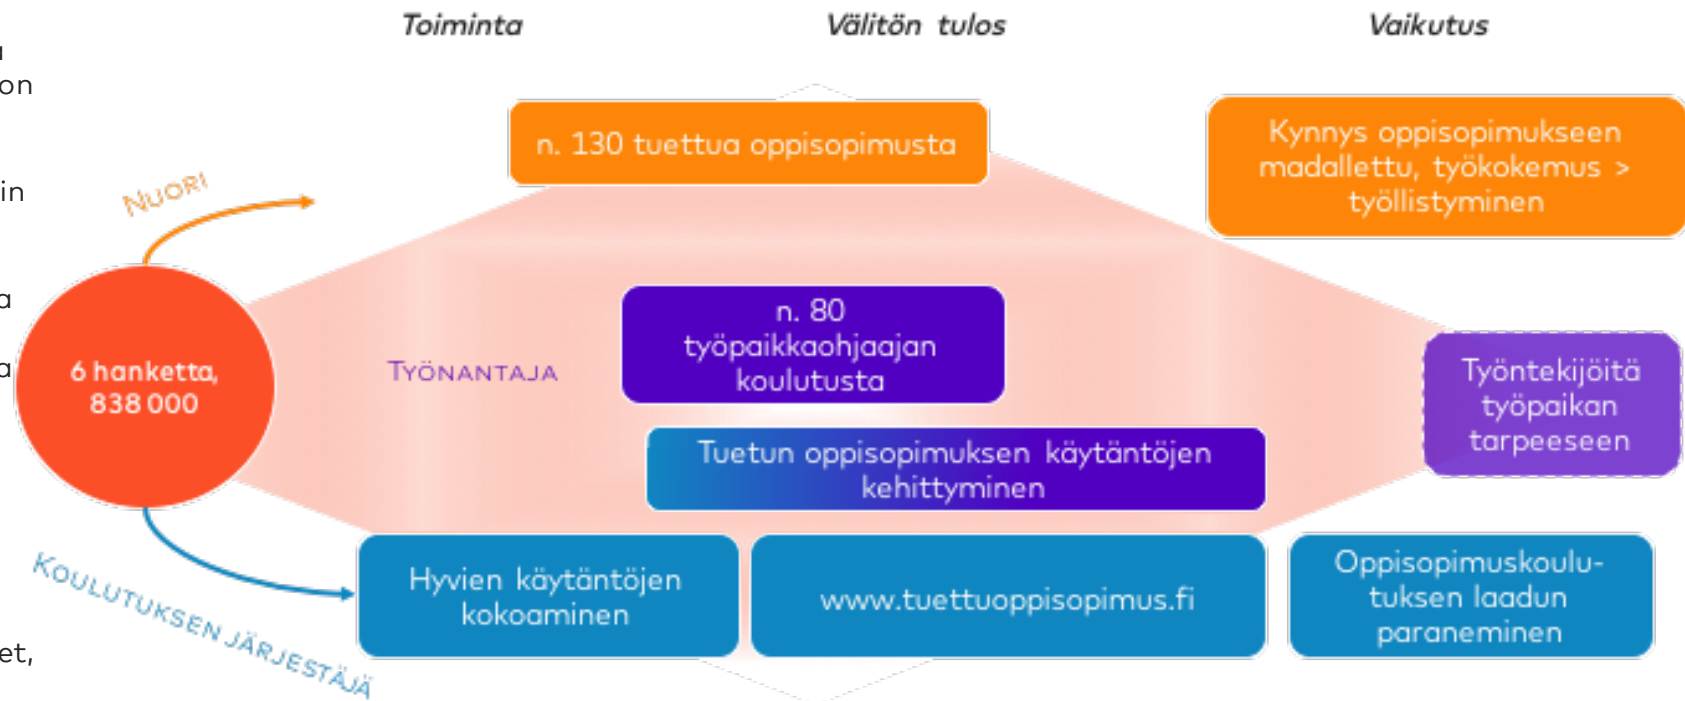 Toiminta
Välitön tulos
Vaikutus
on
in
a
a
et,
NUORI
n. 130 tuettua oppisopimusta
Kynnys oppisopimukseen
madallettu, työkokemus >
työllistyminen
6 hanketta,
838 000
TYÖNANTAJA
n. 80
työpaikkaohjaajan
koulutusta
Työntekijöitä
työpaikan
tarpeeseen
Tuetun oppisopimuksen käytäntöjen
kehittyminen
KOULUTUKSEN JÄRJESTÄJÄ
Hyvien käytäntöjen
kokoaminen
www.tuettuoppisopimus.fi
Oppisopimuskoulu-
tuksen laadun
paraneminen